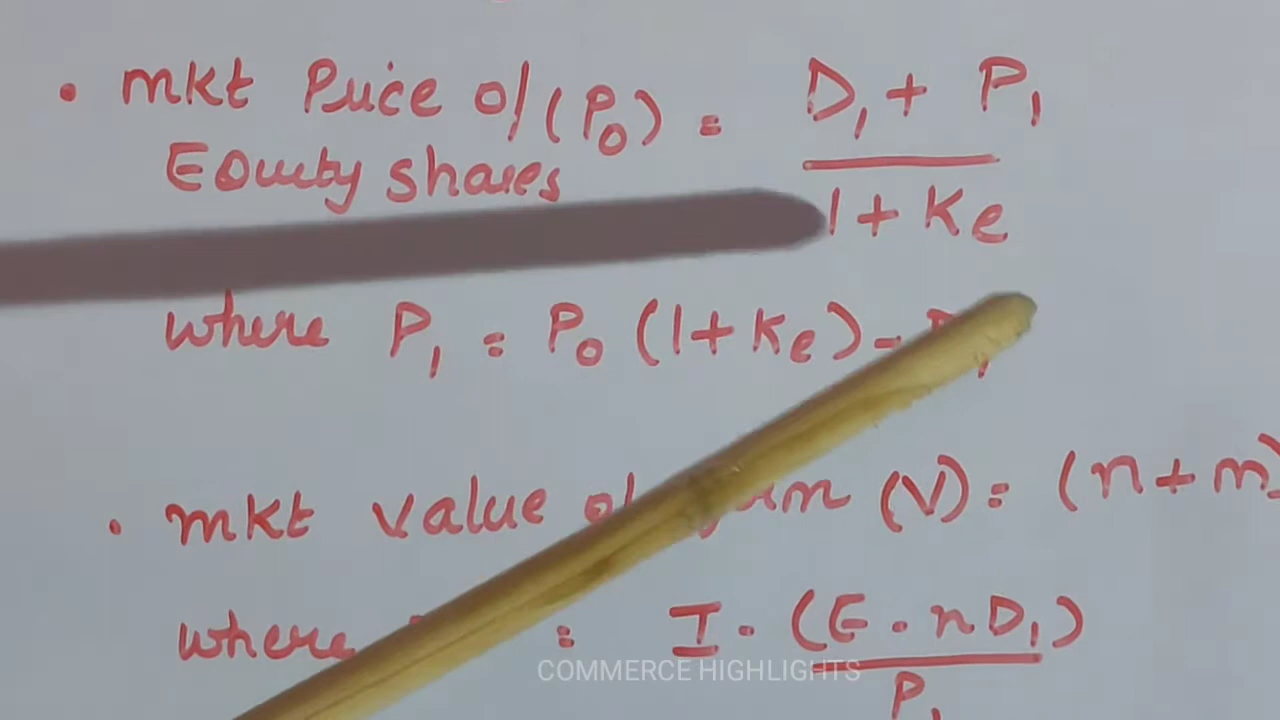 • mkt Price of (P0) = D1 + P1
Equity shares
1 + Ke
where P1 = P0 (1+Ke) -
• mkt value (V) = (n+m)
where = I - (E - nD1)
P1
COMMERCE HIGHLIGHTS